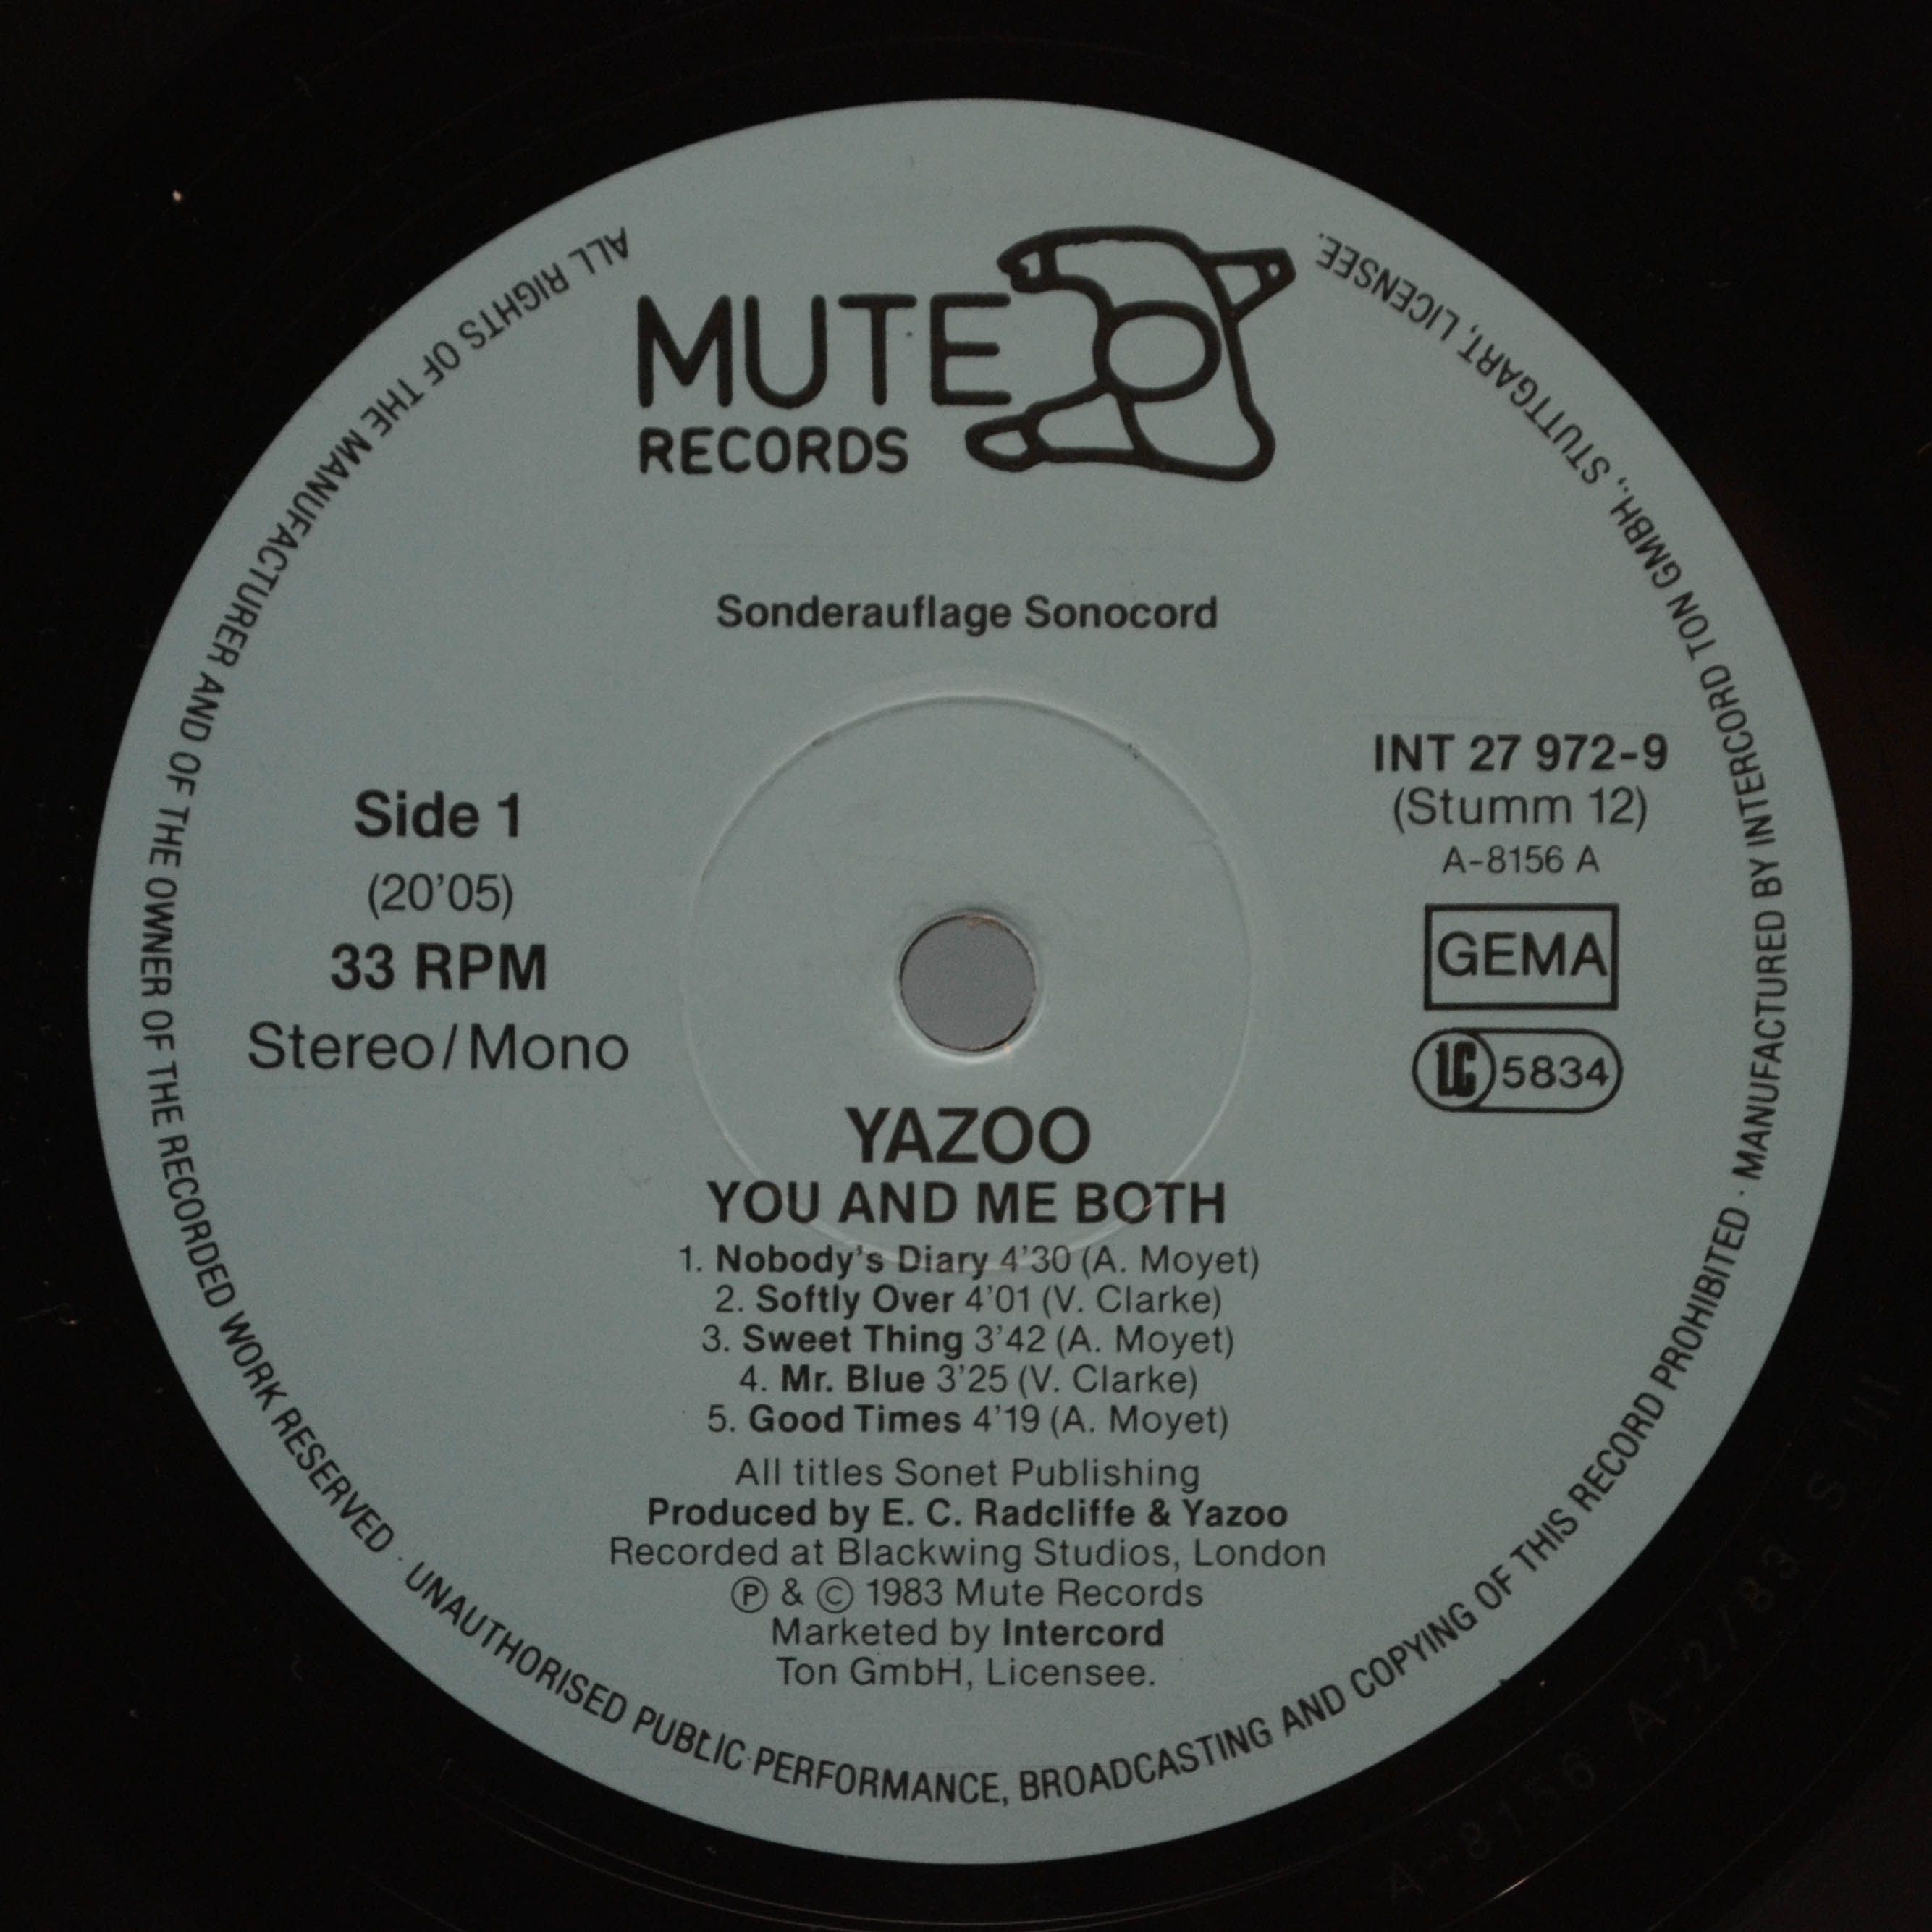 MUTE
RECORDS
Sonderauflage Sonocord
Side 1
(20'05)
33 RPM
Stereo/Mono
INT 27 972-9
(Stumm 12)
A-8156 A
GEMA
LC 5834
YAZOO
YOU AND ME BOTH
1. Nobody's Diary 4'30 (A. Moyet)
2. Softly Over 4'01 (V. Clarke)
3. Sweet Thing 3'42 (A. Moyet)
4. Mr. Blue 3'25 (V. Clarke)
5. Good Times 4'19 (A. Moyet)
All titles Sonet Publishing
Produced by E. C. Radcliffe & Yazoo
Recorded at Blackwing Studios, London
Ⓟ & © 1983 Mute Records
Marketed by Intercord
Ton GmbH, Licensee.
ALL RIGHTS OF THE MANUFACTURER AND OF THE OWNER OF THE RECORDED WORK RESERVED · UNAUTHORISED PUBLIC PERFORMANCE, BROADCASTING AND COPYING OF THIS RECORD PROHIBITED · MANUFACTURED BY INTERCORD TON GMBH., STUTTGART, LICENSEE.
A-8156 A-2/83 S